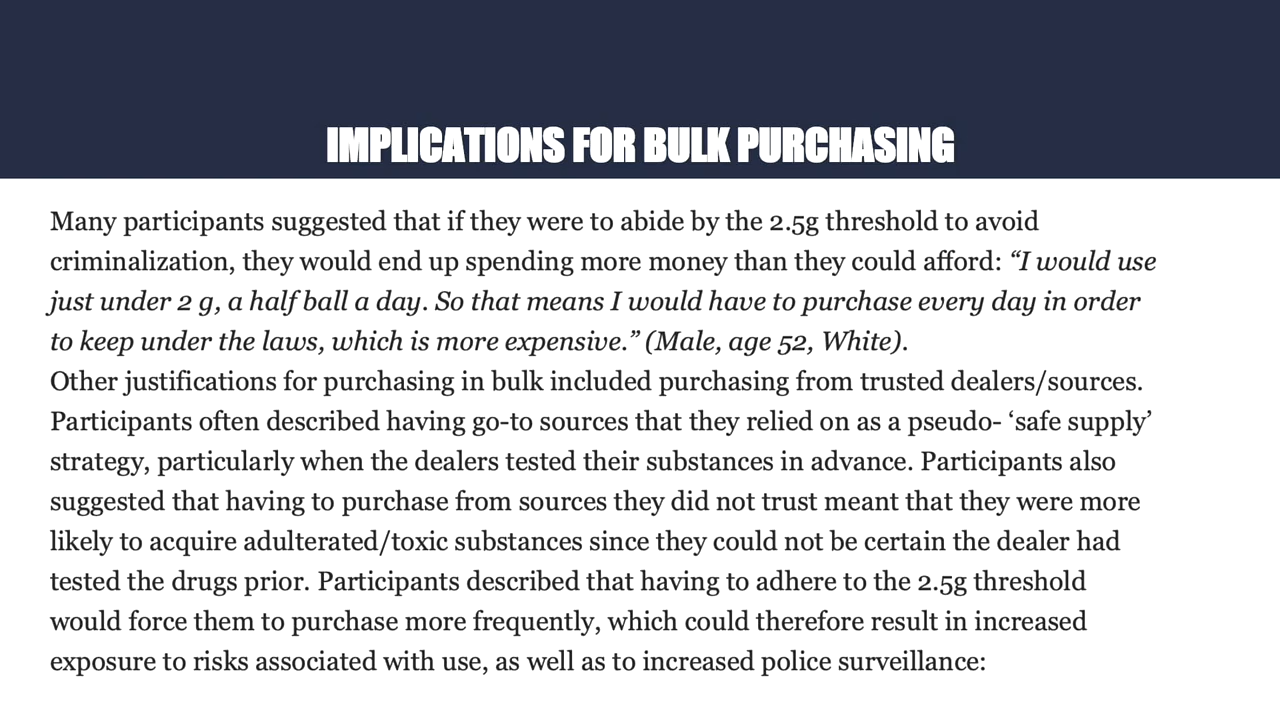 IMPLICATIONS FOR BULK PURCHASING
Many participants suggested that if they were to abide by the 2.5g threshold to avoid
criminalization, they would end up spending more money than they could afford: “I would use
just under 2 g, a half ball a day. So that means I would have to purchase every day in order
to keep under the laws, which is more expensive.” (Male, age 52, White).
Other justifications for purchasing in bulk included purchasing from trusted dealers/sources.
Participants often described having go-to sources that they relied on as a pseudo- ‘safe supply’
strategy, particularly when the dealers tested their substances in advance. Participants also
suggested that having to purchase from sources they did not trust meant that they were more
likely to acquire adulterated/toxic substances since they could not be certain the dealer had
tested the drugs prior. Participants described that having to adhere to the 2.5g threshold
would force them to purchase more frequently, which could therefore result in increased
exposure to risks associated with use, as well as to increased police surveillance: